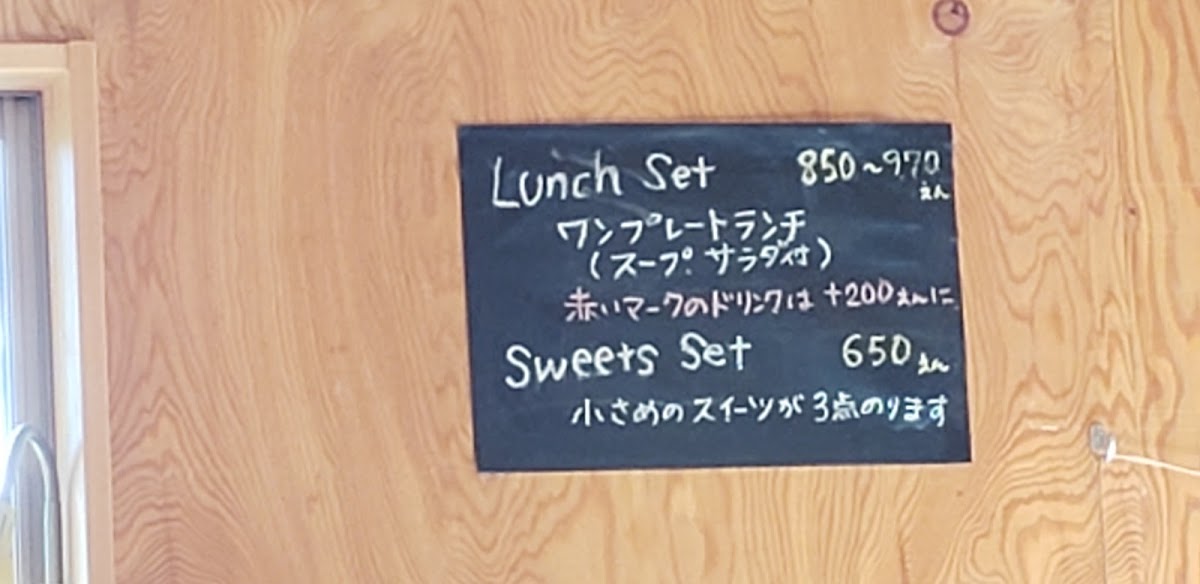 Lunch Set 850～970えん
ワンプレートランチ
(スープ.サラダ付)
赤いマークのドリンクは+200えんに
Sweets Set 650えん
小さめのスイーツが3点のります